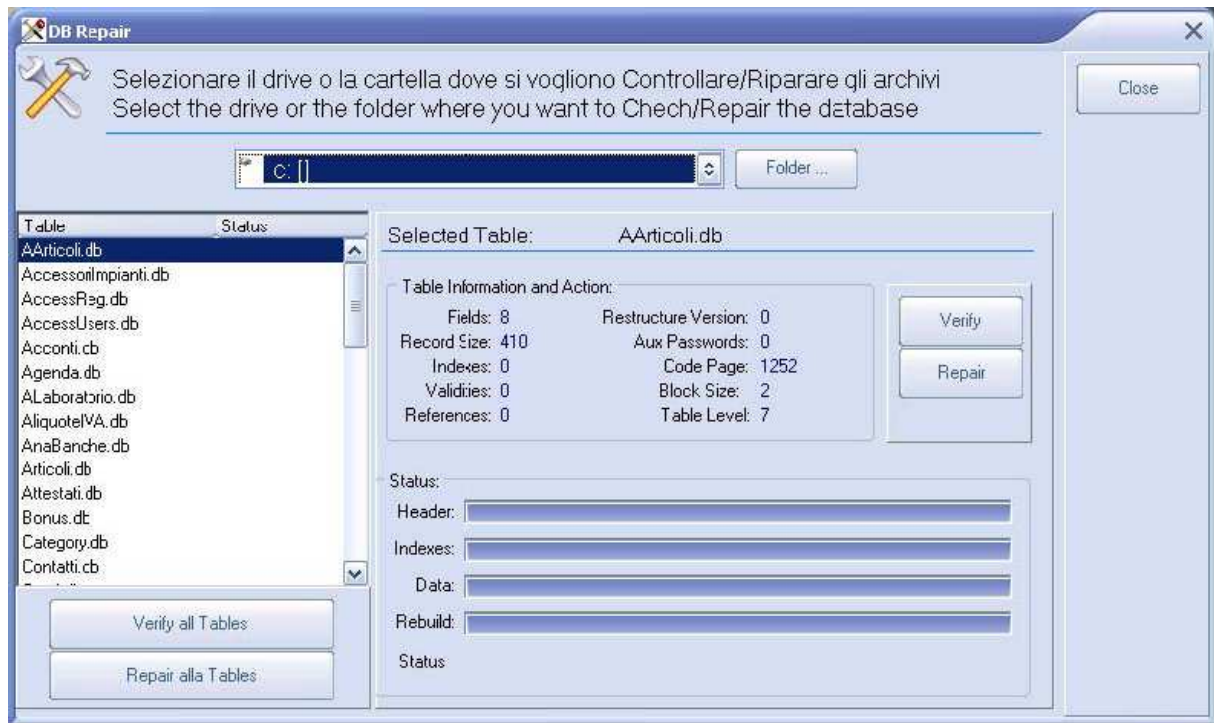 DB Repair
Selezionare il drive o la cartella dove si vogliono Controllare/Riparare gli archivi
Select the drive or the folder where you want to Chech/Repair the database
Close
c: []
Folder ...
Table Status
AArticoli.db
AccessoriImpianti.db
AccessReg.db
AccessUsers.db
Acconti.db
Agenda.db
ALaboratorio.db
AliquoteIVA.db
AnaBanche.db
Articoli.db
Attestati.db
Bonus.db
Category.db
Contatti.db
Verify all Tables
Repair alla Tables
Selected Table: AArticoli.db
Table Information and Action:
Fields: 8 Restructure Version: 0
Record Size: 410 Aux Passwords: 0
Indexes: 0 Code Page: 1252
Validities: 0 Block Size: 2
References: 0 Table Level: 7
Verify
Repair
Status:
Header:
Indexes:
Data:
Rebuild:
Status